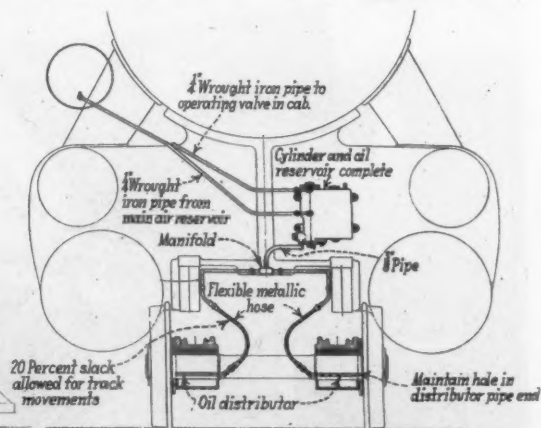 1/4" Wrought iron pipe to
operating valve in cab.
Cylinder and oil
reservoir complete
1/4" Wrought
iron pipe from
main air reservoir
Manifold
Pipe
Flexible metallic
hose
20 Percent slack
allowed for track
movements
Oil distributor
Maintain hole in
distributor pipe end